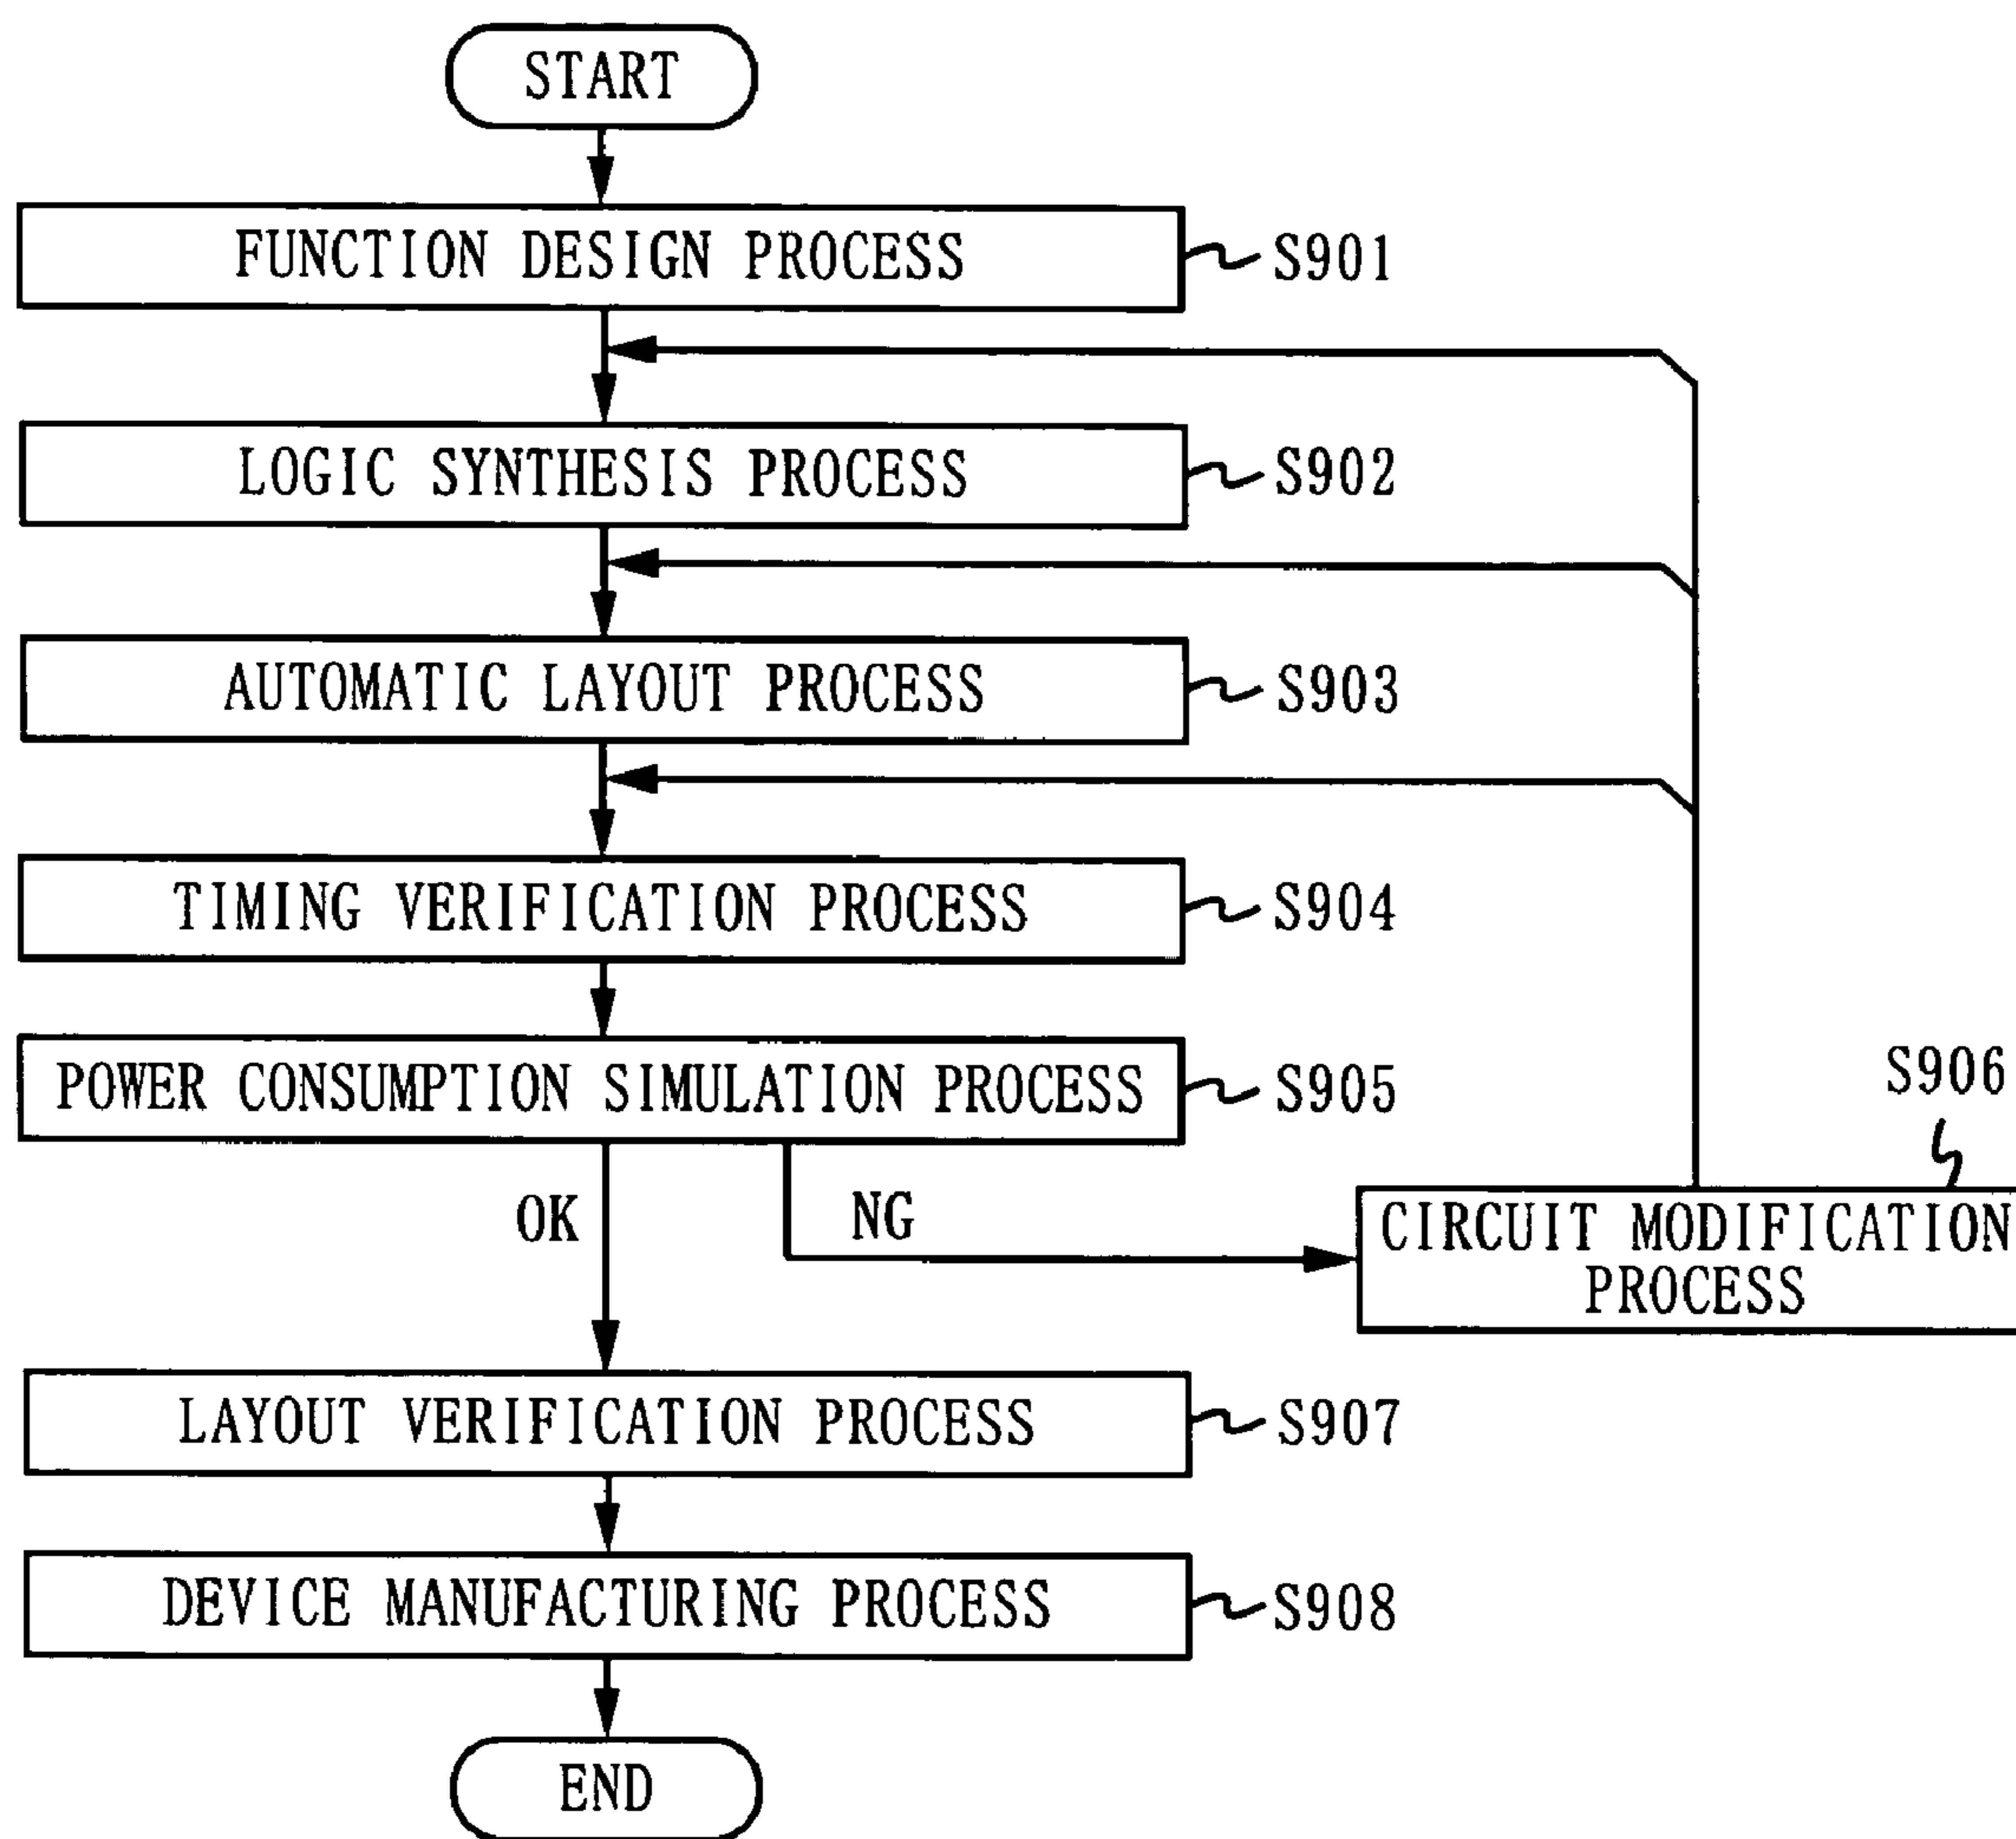 START
FUNCTION DESIGN PROCESS
S901
LOGIC SYNTHESIS PROCESS
S902
AUTOMATIC LAYOUT PROCESS
S903
TIMING VERIFICATION PROCESS
S904
POWER CONSUMPTION SIMULATION PROCESS
S905
S906
OK
NG
CIRCUIT MODIFICATION
PROCESS
LAYOUT VERIFICATION PROCESS
S907
DEVICE MANUFACTURING PROCESS
S908
END